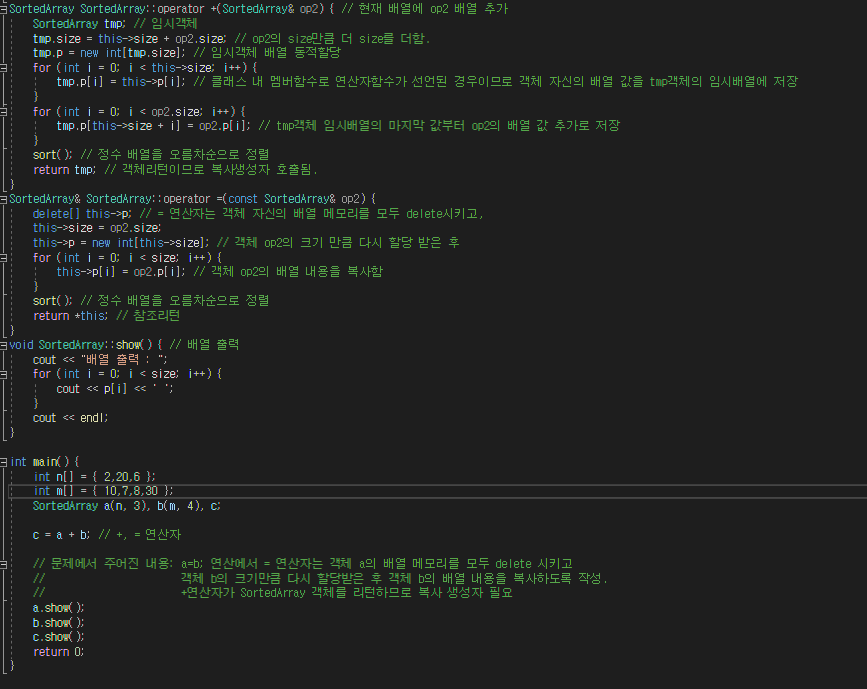 SortedArray SortedArray::operator +(SortedArray& op2) { // 현재 배열에 op2 배열 추가
SortedArray tmp; // 임시객체
tmp.size = this->size + op2.size; // op2의 size만큼 더 size를 더함.
tmp.p = new int[tmp.size]; // 임시객체 배열 동적할당
for (int i = 0; i < this->size; i++) {
tmp.p[i] = this->p[i]; // 클래스 내 멤버함수로 연산자함수가 선언된 경우이므로 객체 자신의 배열 값을 tmp객체의 임시배열에 저장
}
for (int i = 0; i < op2.size; i++) {
tmp.p[this->size + i] = op2.p[i]; // tmp객체 임시배열의 마지막 값부터 op2의 배열 값 추가로 저장
}
sort(); // 정수 배열을 오름차순으로 정렬
return tmp; // 객체리턴이므로 복사생성자 호출됨.
}
SortedArray& SortedArray::operator =(const SortedArray& op2) {
delete[] this->p; // = 연산자는 객체 자신의 배열 메모리를 모두 delete시키고,
this->size = op2.size;
this->p = new int[this->size]; // 객체 op2의 크기 만큼 다시 할당 받은 후
for (int i = 0; i < size; i++) {
this->p[i] = op2.p[i]; // 객체 op2의 배열 내용을 복사함
}
sort(); // 정수 배열을 오름차순으로 정렬
return *this; // 참조리턴
}
void SortedArray::show() { // 배열 출력
cout << "배열 출력 : ";
for (int i = 0; i < size; i++) {
cout << p[i] << ' ';
}
cout << endl;
}
int main() {
int n[] = { 2,20,6 };
int m[] = { 10,7,8,30 };
SortedArray a(n, 3), b(m, 4), c;
c = a + b; // +, = 연산자
// 문제에서 주어진 내용: a=b; 연산에서 = 연산자는 객체 a의 배열 메모리를 모두 delete 시키고
// 객체 b의 크기만큼 다시 할당받은 후 객체 b의 배열 내용을 복사하도록 작성.
// +연산자가 SortedArray 객체를 리턴하므로 복사 생성자 필요
a.show();
b.show();
c.show();
return 0;
}